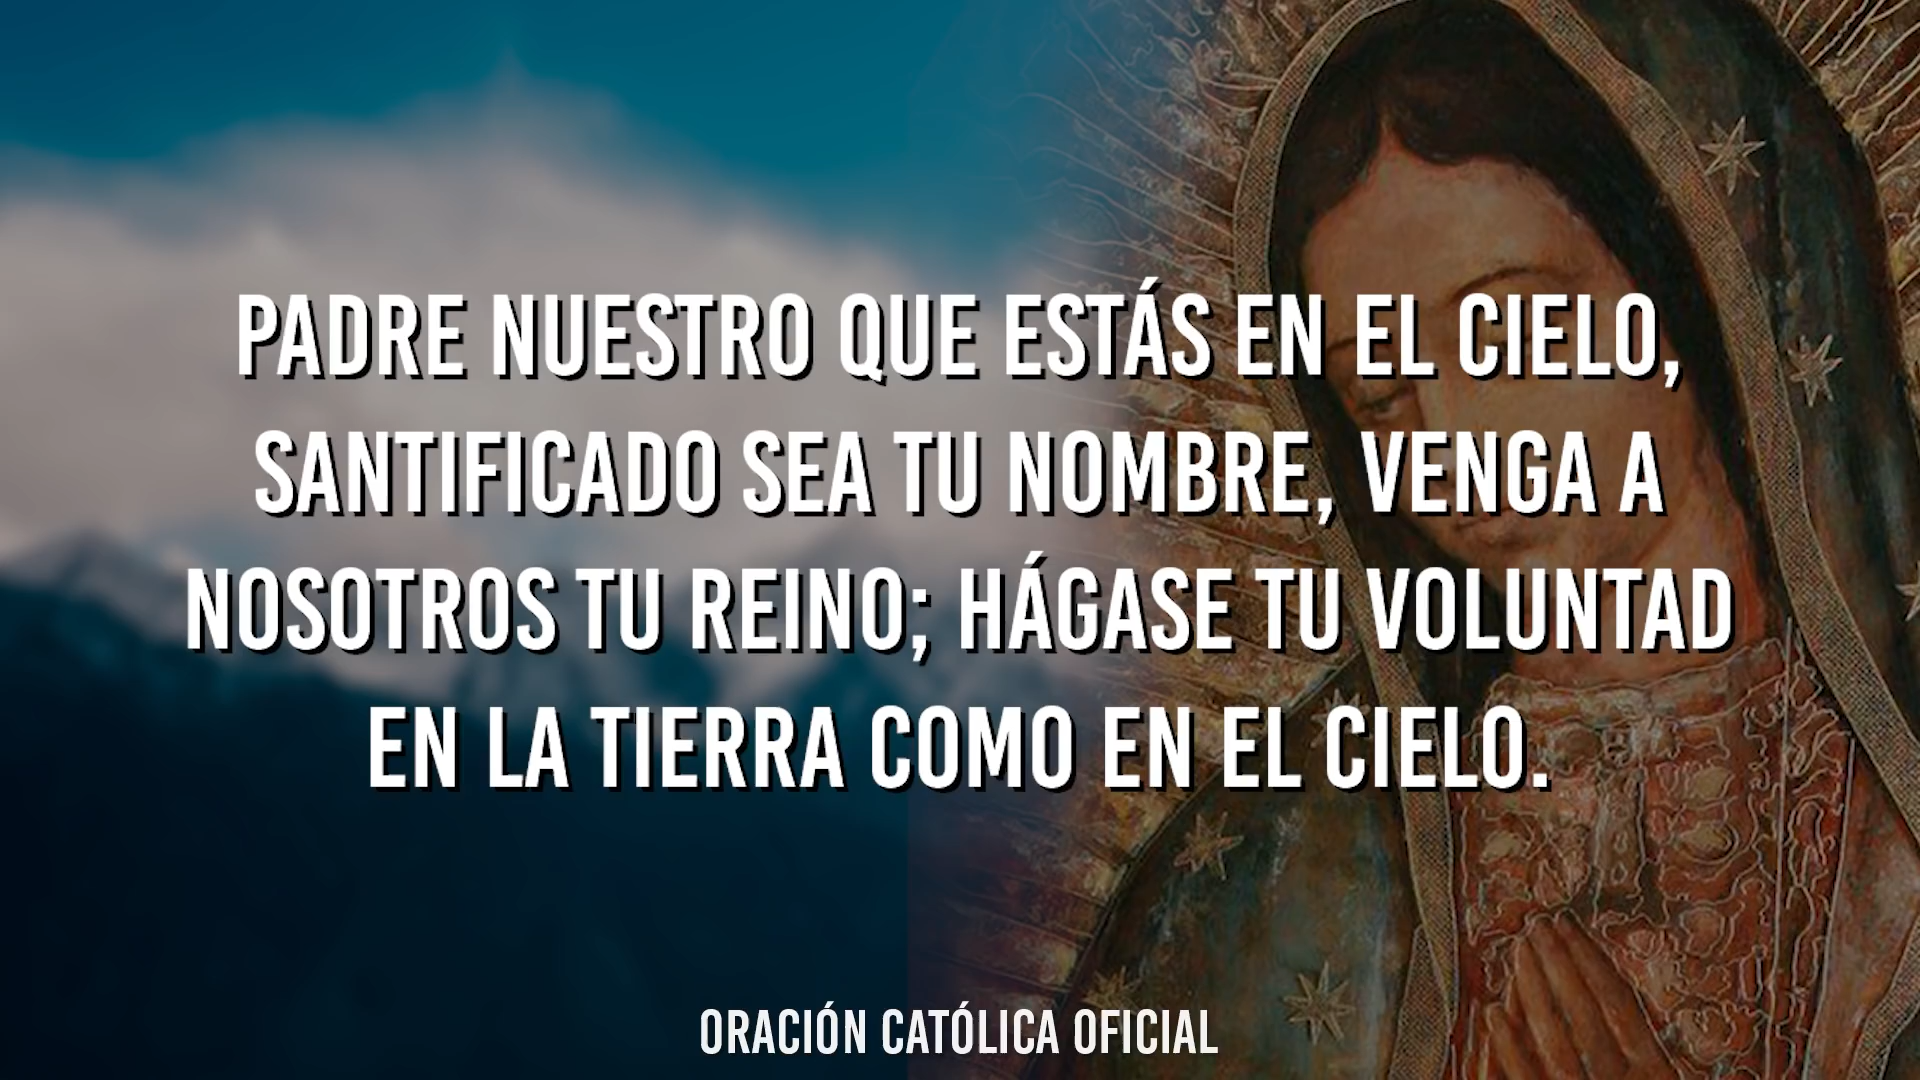 PADRE NUESTRO QUE ESTÁS EN EL CIELO,
SANTIFICADO SEA TU NOMBRE, VENGA A
NOSOTROS TU REINO; HÁGASE TU VOLUNTAD
EN LA TIERRA COMO EN EL CIELO.
ORACIÓN CATÓLICA OFICIAL